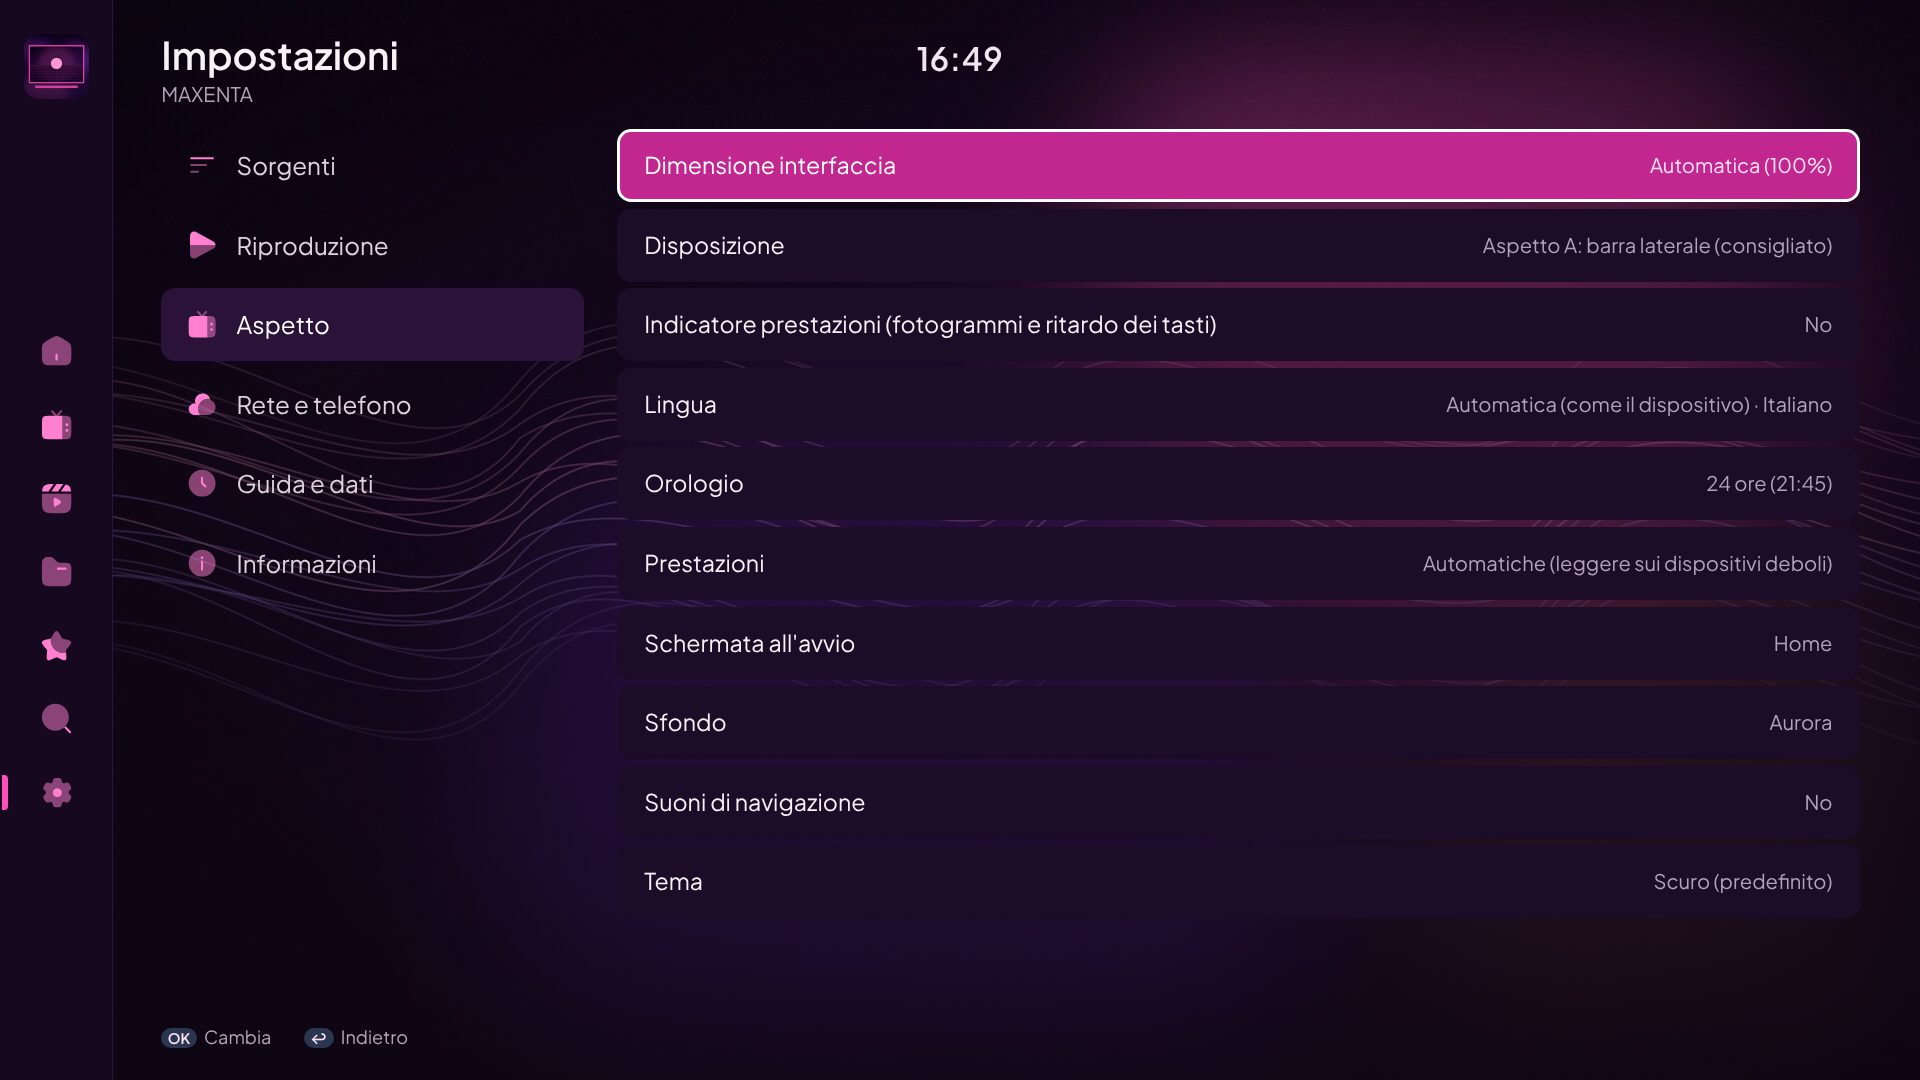 Impostazioni
MAXENTA
16:49
Sorgenti
Riproduzione
Aspetto
Rete e telefono
Guida e dati
Informazioni
Dimensione interfaccia Automatica (100%)
Disposizione Aspetto A: barra laterale (consigliato)
Indicatore prestazioni (fotogrammi e ritardo dei tasti) No
Lingua Automatica (come il dispositivo) · Italiano
Orologio 24 ore (21:45)
Prestazioni Automatiche (leggere sui dispositivi deboli)
Schermata all'avvio Home
Sfondo Aurora
Suoni di navigazione No
Tema Scuro (predefinito)
OK Cambia Indietro